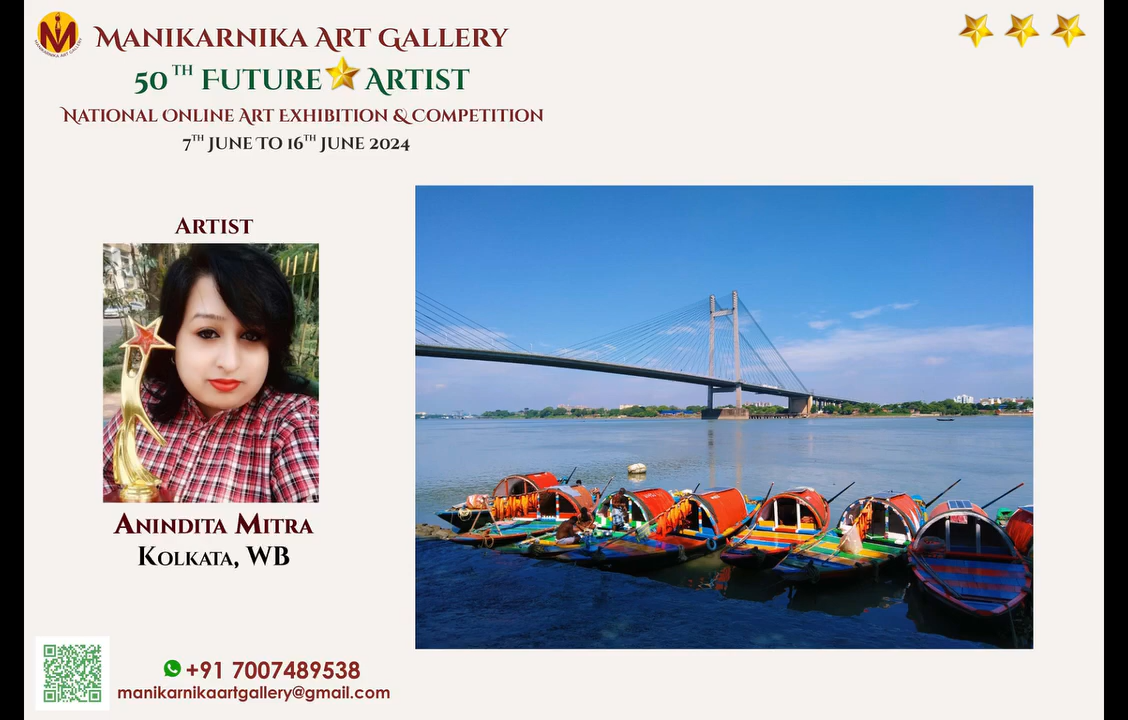 MANIKARNIKA ART GALLERY
50TH FUTURE ARTIST
NATIONAL ONLINE ART EXHIBITION & COMPETITION
7TH JUNE TO 16TH JUNE 2024
ARTIST
ANINDITA MITRA
KOLKATA, WB
+91 7007489538
manikarnikaartgallery@gmail.com